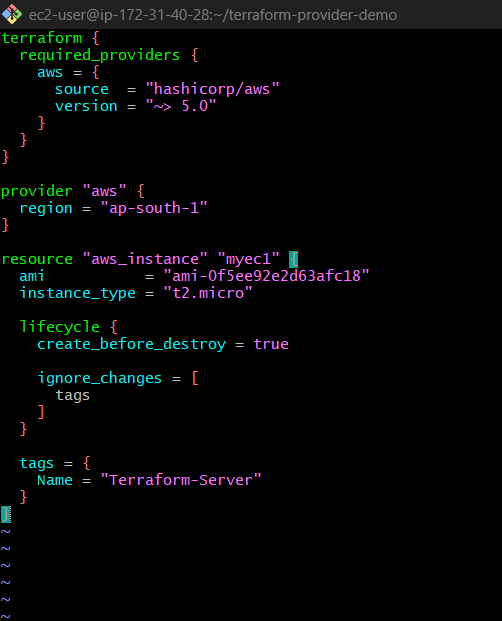 ec2-user@ip-172-31-40-28:~/terraform-provider-demo
terraform {
  required_providers {
    aws = {
      source  = "hashicorp/aws"
      version = "~> 5.0"
    }
  }
}

provider "aws" {
  region = "ap-south-1"
}

resource "aws_instance" "myec1" {
  ami           = "ami-0f5ee92e2d63afc18"
  instance_type = "t2.micro"

  lifecycle {
    create_before_destroy = true

    ignore_changes = [
      tags
    ]
  }

  tags = {
    Name = "Terraform-Server"
  }
}
~
~
~
~
~
~